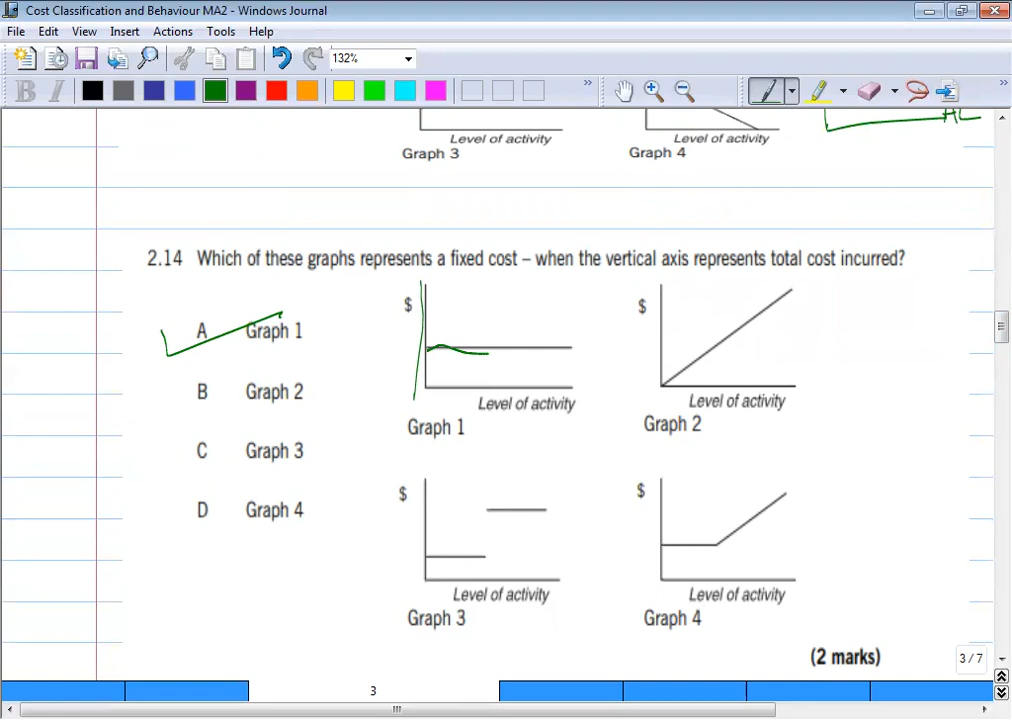 Cost Classification and Behaviour MA2 - Windows Journal
File Edit View Insert Actions Tools Help
132%
B I
Level of activity
Graph 3
Level of activity
Graph 4
2.14 Which of these graphs represents a fixed cost – when the vertical axis represents total cost incurred?
A Graph 1
B Graph 2
C Graph 3
D Graph 4
$
Level of activity
Graph 1
$
Level of activity
Graph 2
$
Level of activity
Graph 3
$
Level of activity
Graph 4
(2 marks)
3 / 7
3